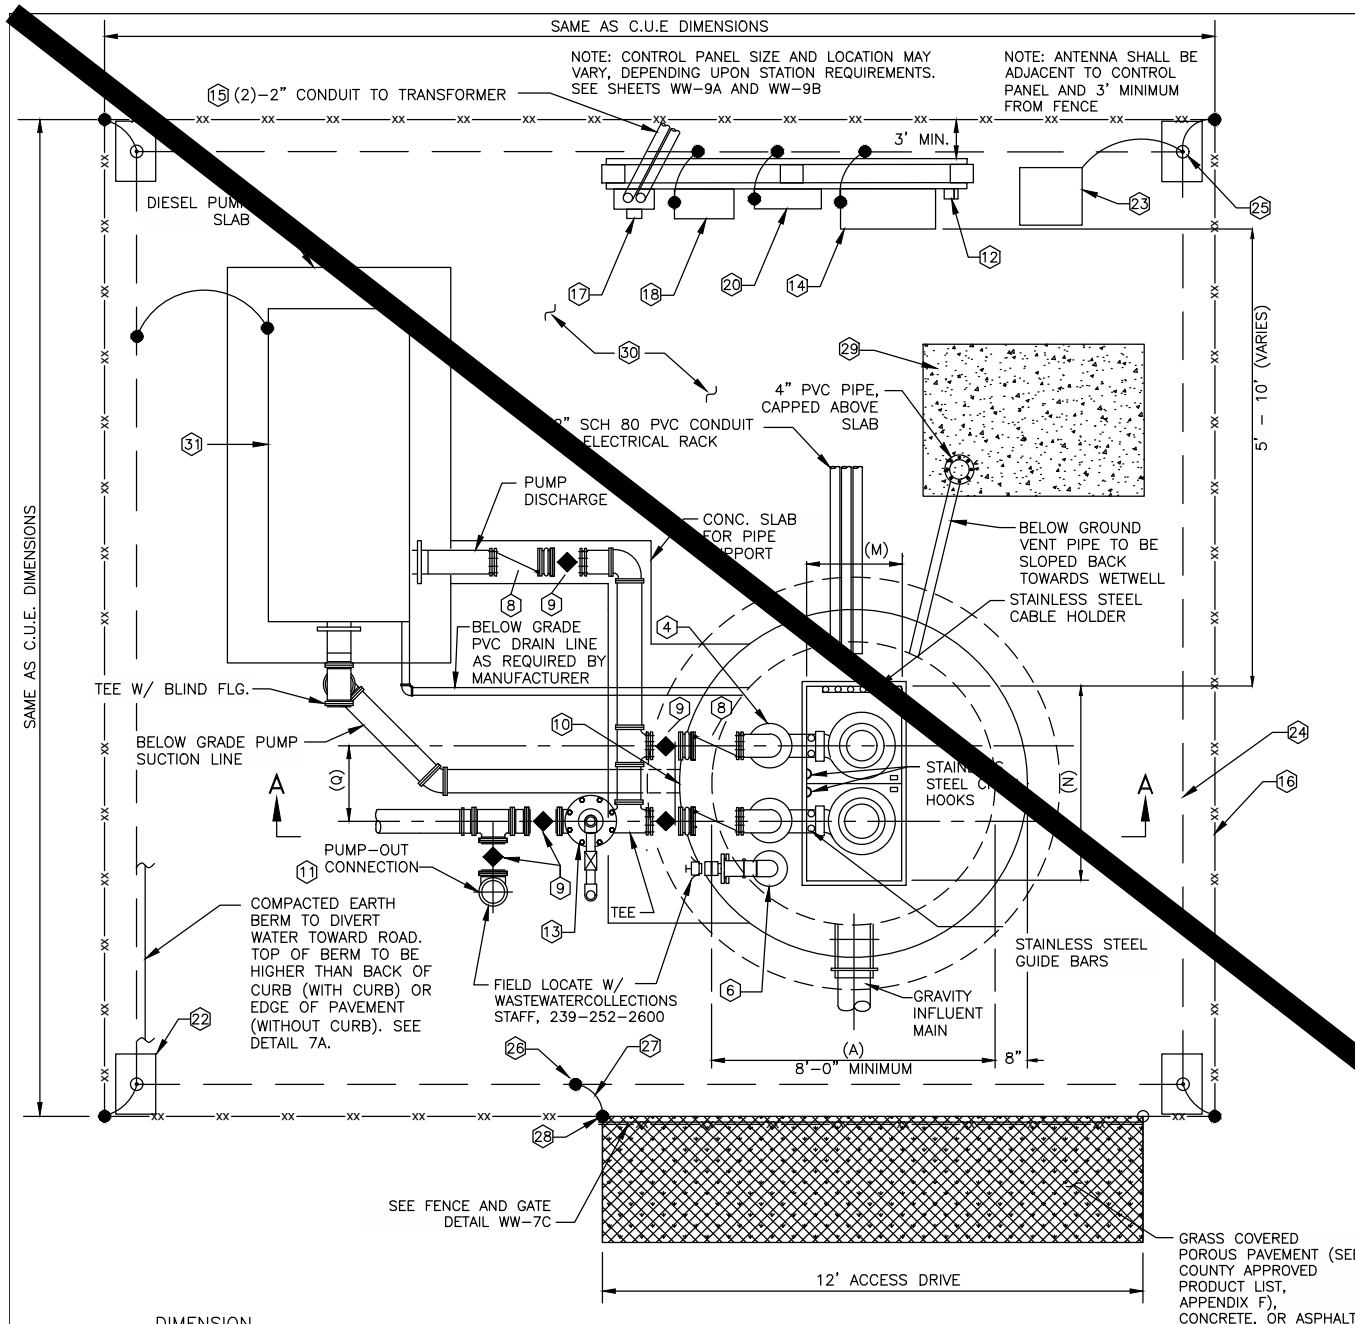 SAME AS C.U.E DIMENSIONS
NOTE: CONTROL PANEL SIZE AND LOCATION MAY
VARY, DEPENDING UPON STATION REQUIREMENTS.
SEE SHEETS WW-9A AND WW-9B
NOTE: ANTENNA SHALL BE
ADJACENT TO CONTROL
PANEL AND 3' MINIMUM
FROM FENCE
15 (2)-2" CONDUIT TO TRANSFORMER
3' MIN.
DIESEL
SLAB
23
25
12
17
18
20
14
30
29
5' - 10' (VARIES)
4" PVC PIPE,
CAPPED ABOVE
SLAB
SCH 80 PVC CONDUIT
ELECTRICAL RACK
31
SAME AS C.U.E. DIMENSIONS
PUMP
DISCHARGE
CONC. SLAB
FOR PIPE
(M)
BELOW GROUND
VENT PIPE TO BE
SLOPED BACK
TOWARDS WETWELL
STAINLESS STEEL
CABLE HOLDER
8
9
4
BELOW GRADE
PVC DRAIN LINE
AS REQUIRED BY
MANUFACTURER
TEE W/ BLIND FLG.
10
9
8
BELOW GRADE PUMP
SUCTION LINE
24
16
(Q)
(N)
STEEL
HOOKS
A
A
PUMP-OUT
CONNECTION
11
9
COMPACTED EARTH
BERM TO DIVERT
WATER TOWARD ROAD.
TOP OF BERM TO BE
HIGHER THAN BACK OF
CURB (WITH CURB) OR
EDGE OF PAVEMENT
(WITHOUT CURB). SEE
DETAIL 7A.
TEE
13
STAINLESS STEEL
GUIDE BARS
FIELD LOCATE W/
WASTEWATERCOLLECTIONS
STAFF, 239-252-2600
6
GRAVITY
INFLUENT
MAIN
22
26
27
(A)
8'-0" MINIMUM
8"
28
SEE FENCE AND GATE
DETAIL WW-7C
12' ACCESS DRIVE
GRASS COVERED
POROUS PAVEMENT (SEE
COUNTY APPROVED
PRODUCT LIST,
APPENDIX F),
CONCRETE, OR ASPHALT
DIMENSION